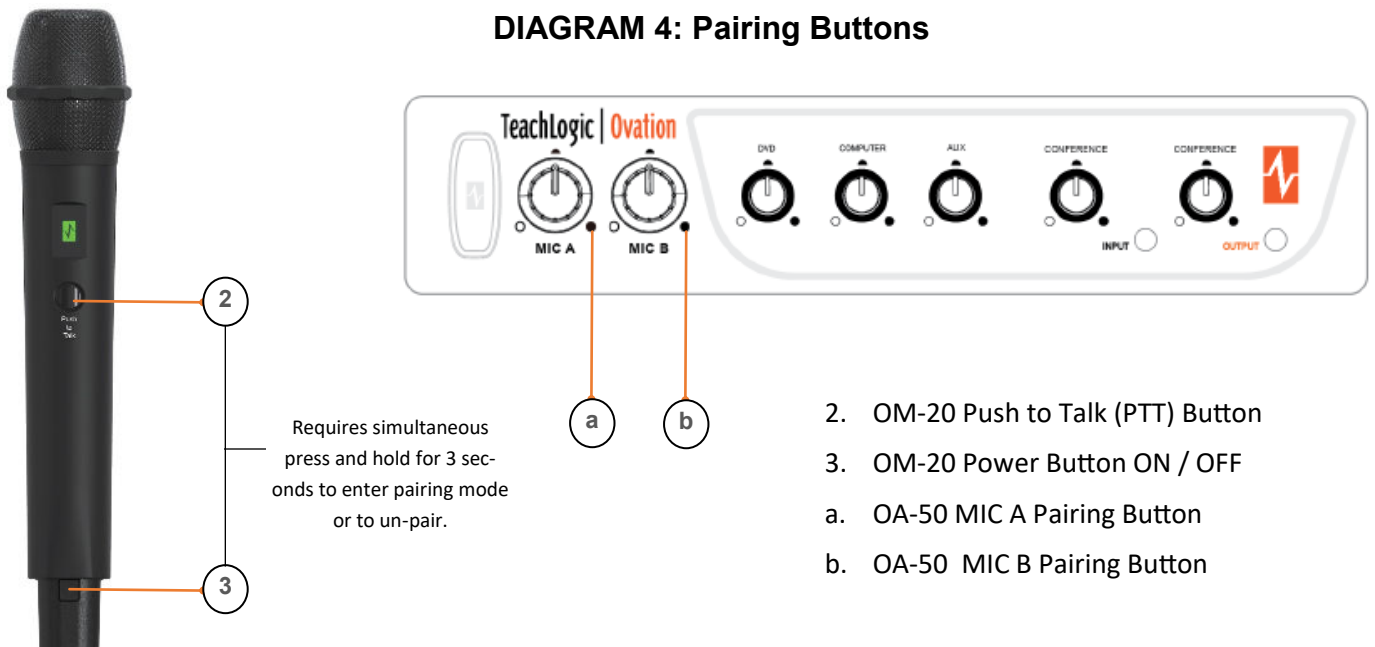 DIAGRAM 4: Pairing Buttons
TeachLogic | Ovation
DVD
COMPUTER
AUX
CONFERENCE
CONFERENCE
MIC A
MIC B
INPUT
OUTPUT
2
Push
to
Talk
Requires simultaneous
press and hold for 3 sec-
onds to enter pairing mode
or to un-pair.
3
a
b
2. OM-20 Push to Talk (PTT) Button
3. OM-20 Power Button ON / OFF
a. OA-50 MIC A Pairing Button
b. OA-50 MIC B Pairing Button